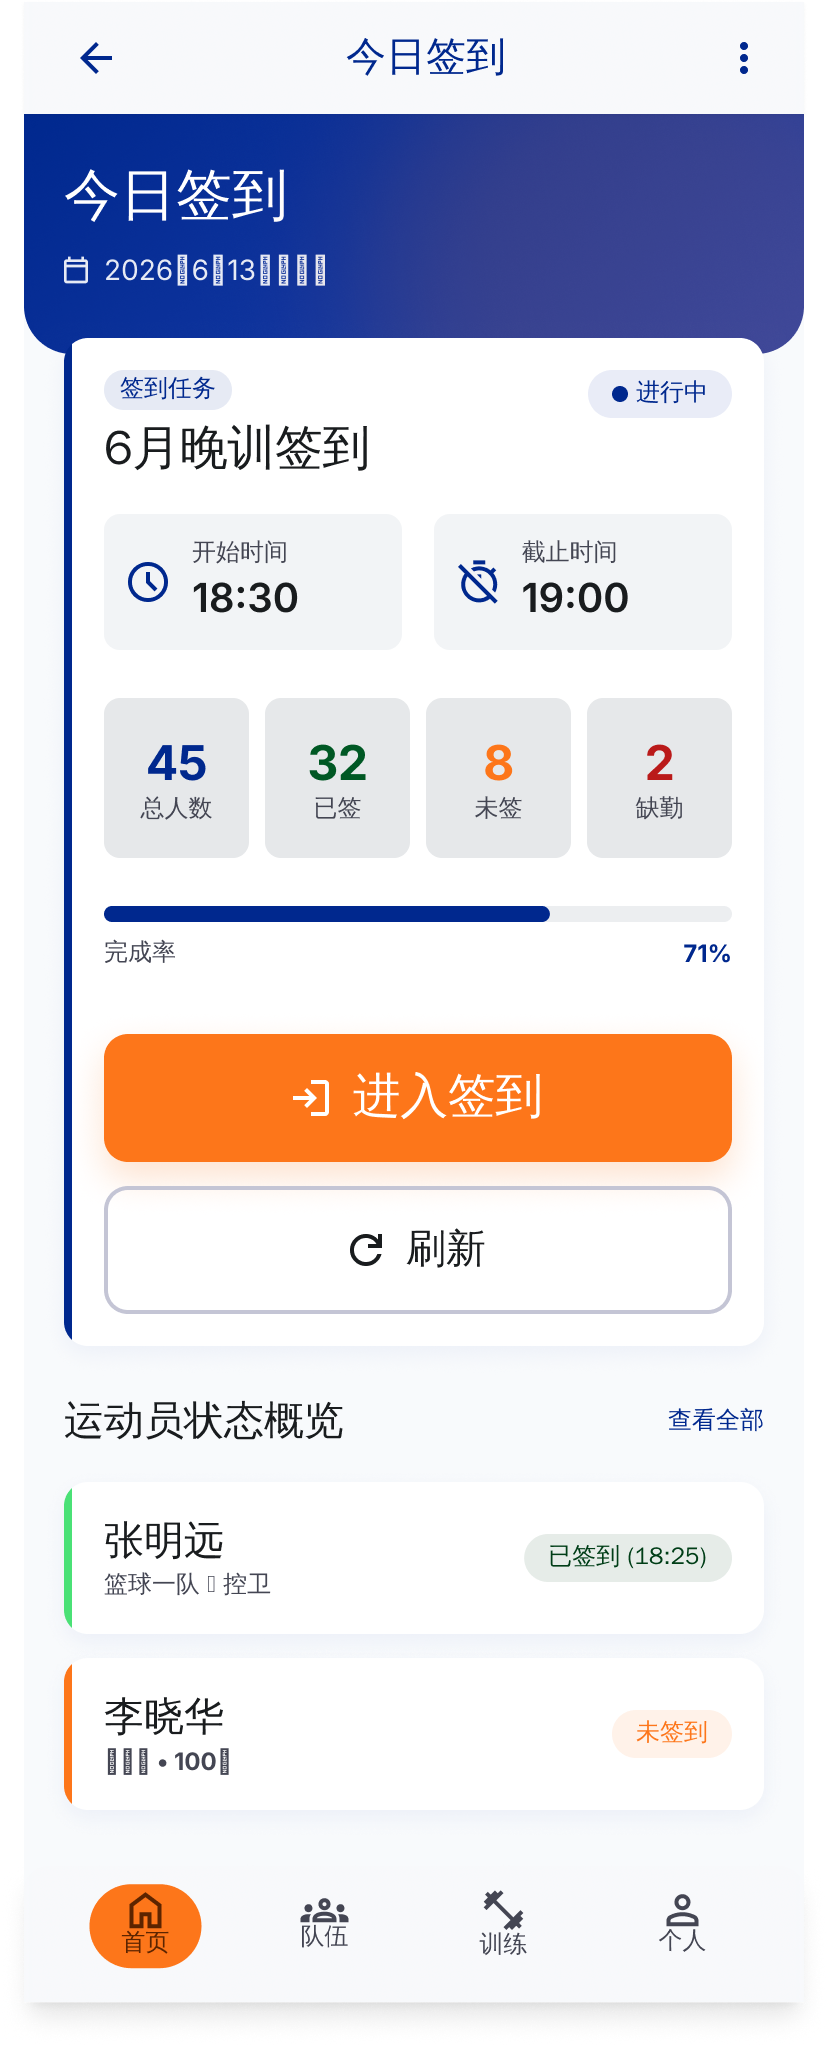 今日签到
今日签到
2026 6 13
签到任务
进行中
6月晚训签到
开始时间
18:30
截止时间
19:00
45
总人数
32
已签
8
未签
2
缺勤
完成率
71%
进入签到
刷新
运动员状态概览
查看全部
张明远
已签到 (18:25)
篮球一队 控卫
李晓华
未签到
• 100
首页
队伍
训练
个人